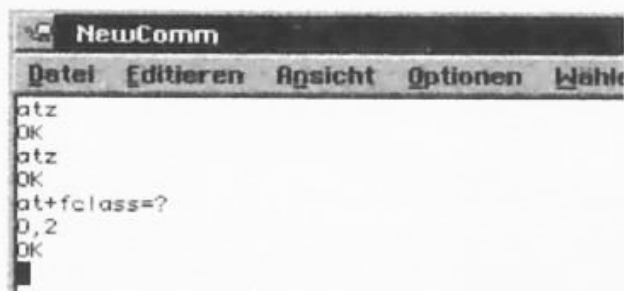 NewComm
Datei Editieren Ansicht Optionen
atz
OK
atz
OK
at+fclass=?
0,2
OK